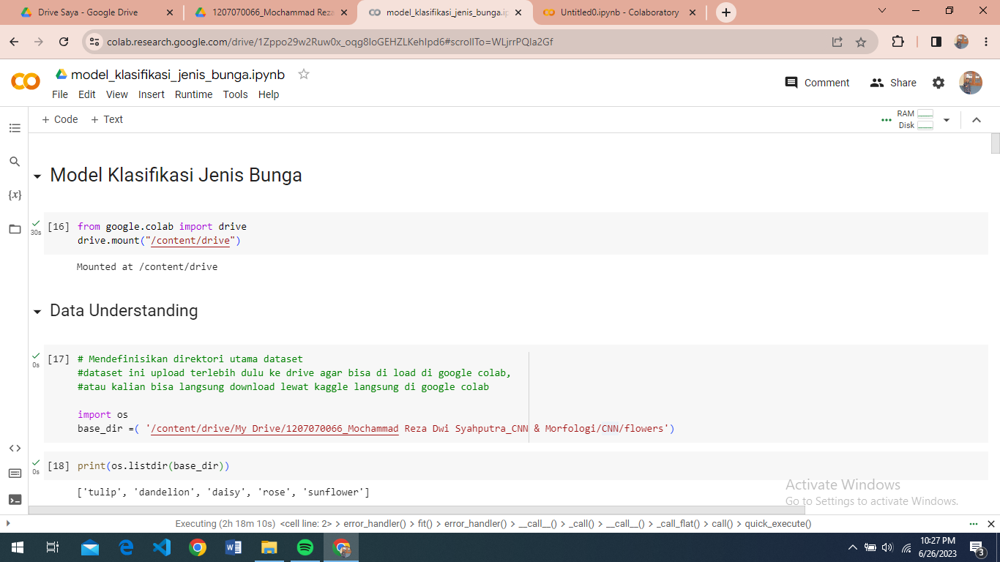 Drive Saya - Google Drive
1207070066_Mochammad Reza
model_klasifikasi_jenis_bunga.ip
Untitled0.ipynb - Colaboratory
colab.research.google.com/drive/1Zppo29w2Ruw0x_oqg8IoGEHZLKehIpd6#scrollTo=WLjrrPQIa2Gf
model_klasifikasi_jenis_bunga.ipynb
File Edit View Insert Runtime Tools Help
Comment
Share
+ Code + Text
RAM
Disk
{x}
Model Klasifikasi Jenis Bunga
30s
[16] from google.colab import drive
drive.mount("/content/drive")
Mounted at /content/drive
Data Understanding
0s
[17] # Mendefinisikan direktori utama dataset
#dataset ini upload terlebih dulu ke drive agar bisa di load di google colab,
#atau kalian bisa langsung download lewat kaggle langsung di google colab
import os
base_dir =( '/content/drive/My Drive/1207070066_Mochammad Reza Dwi Syahputra_CNN & Morfologi/CNN/flowers')
0s
[18] print(os.listdir(base_dir))
['tulip', 'dandelion', 'daisy', 'rose', 'sunflower']
Activate Windows
Go to Settings to activate Windows.
Executing (2h 18m 10s) <cell line: 2> > error_handler() > fit() > error_handler() > __call__() > _call() > __call__() > _call_flat() > call() > quick_execute()
10:27 PM
6/26/2023
3